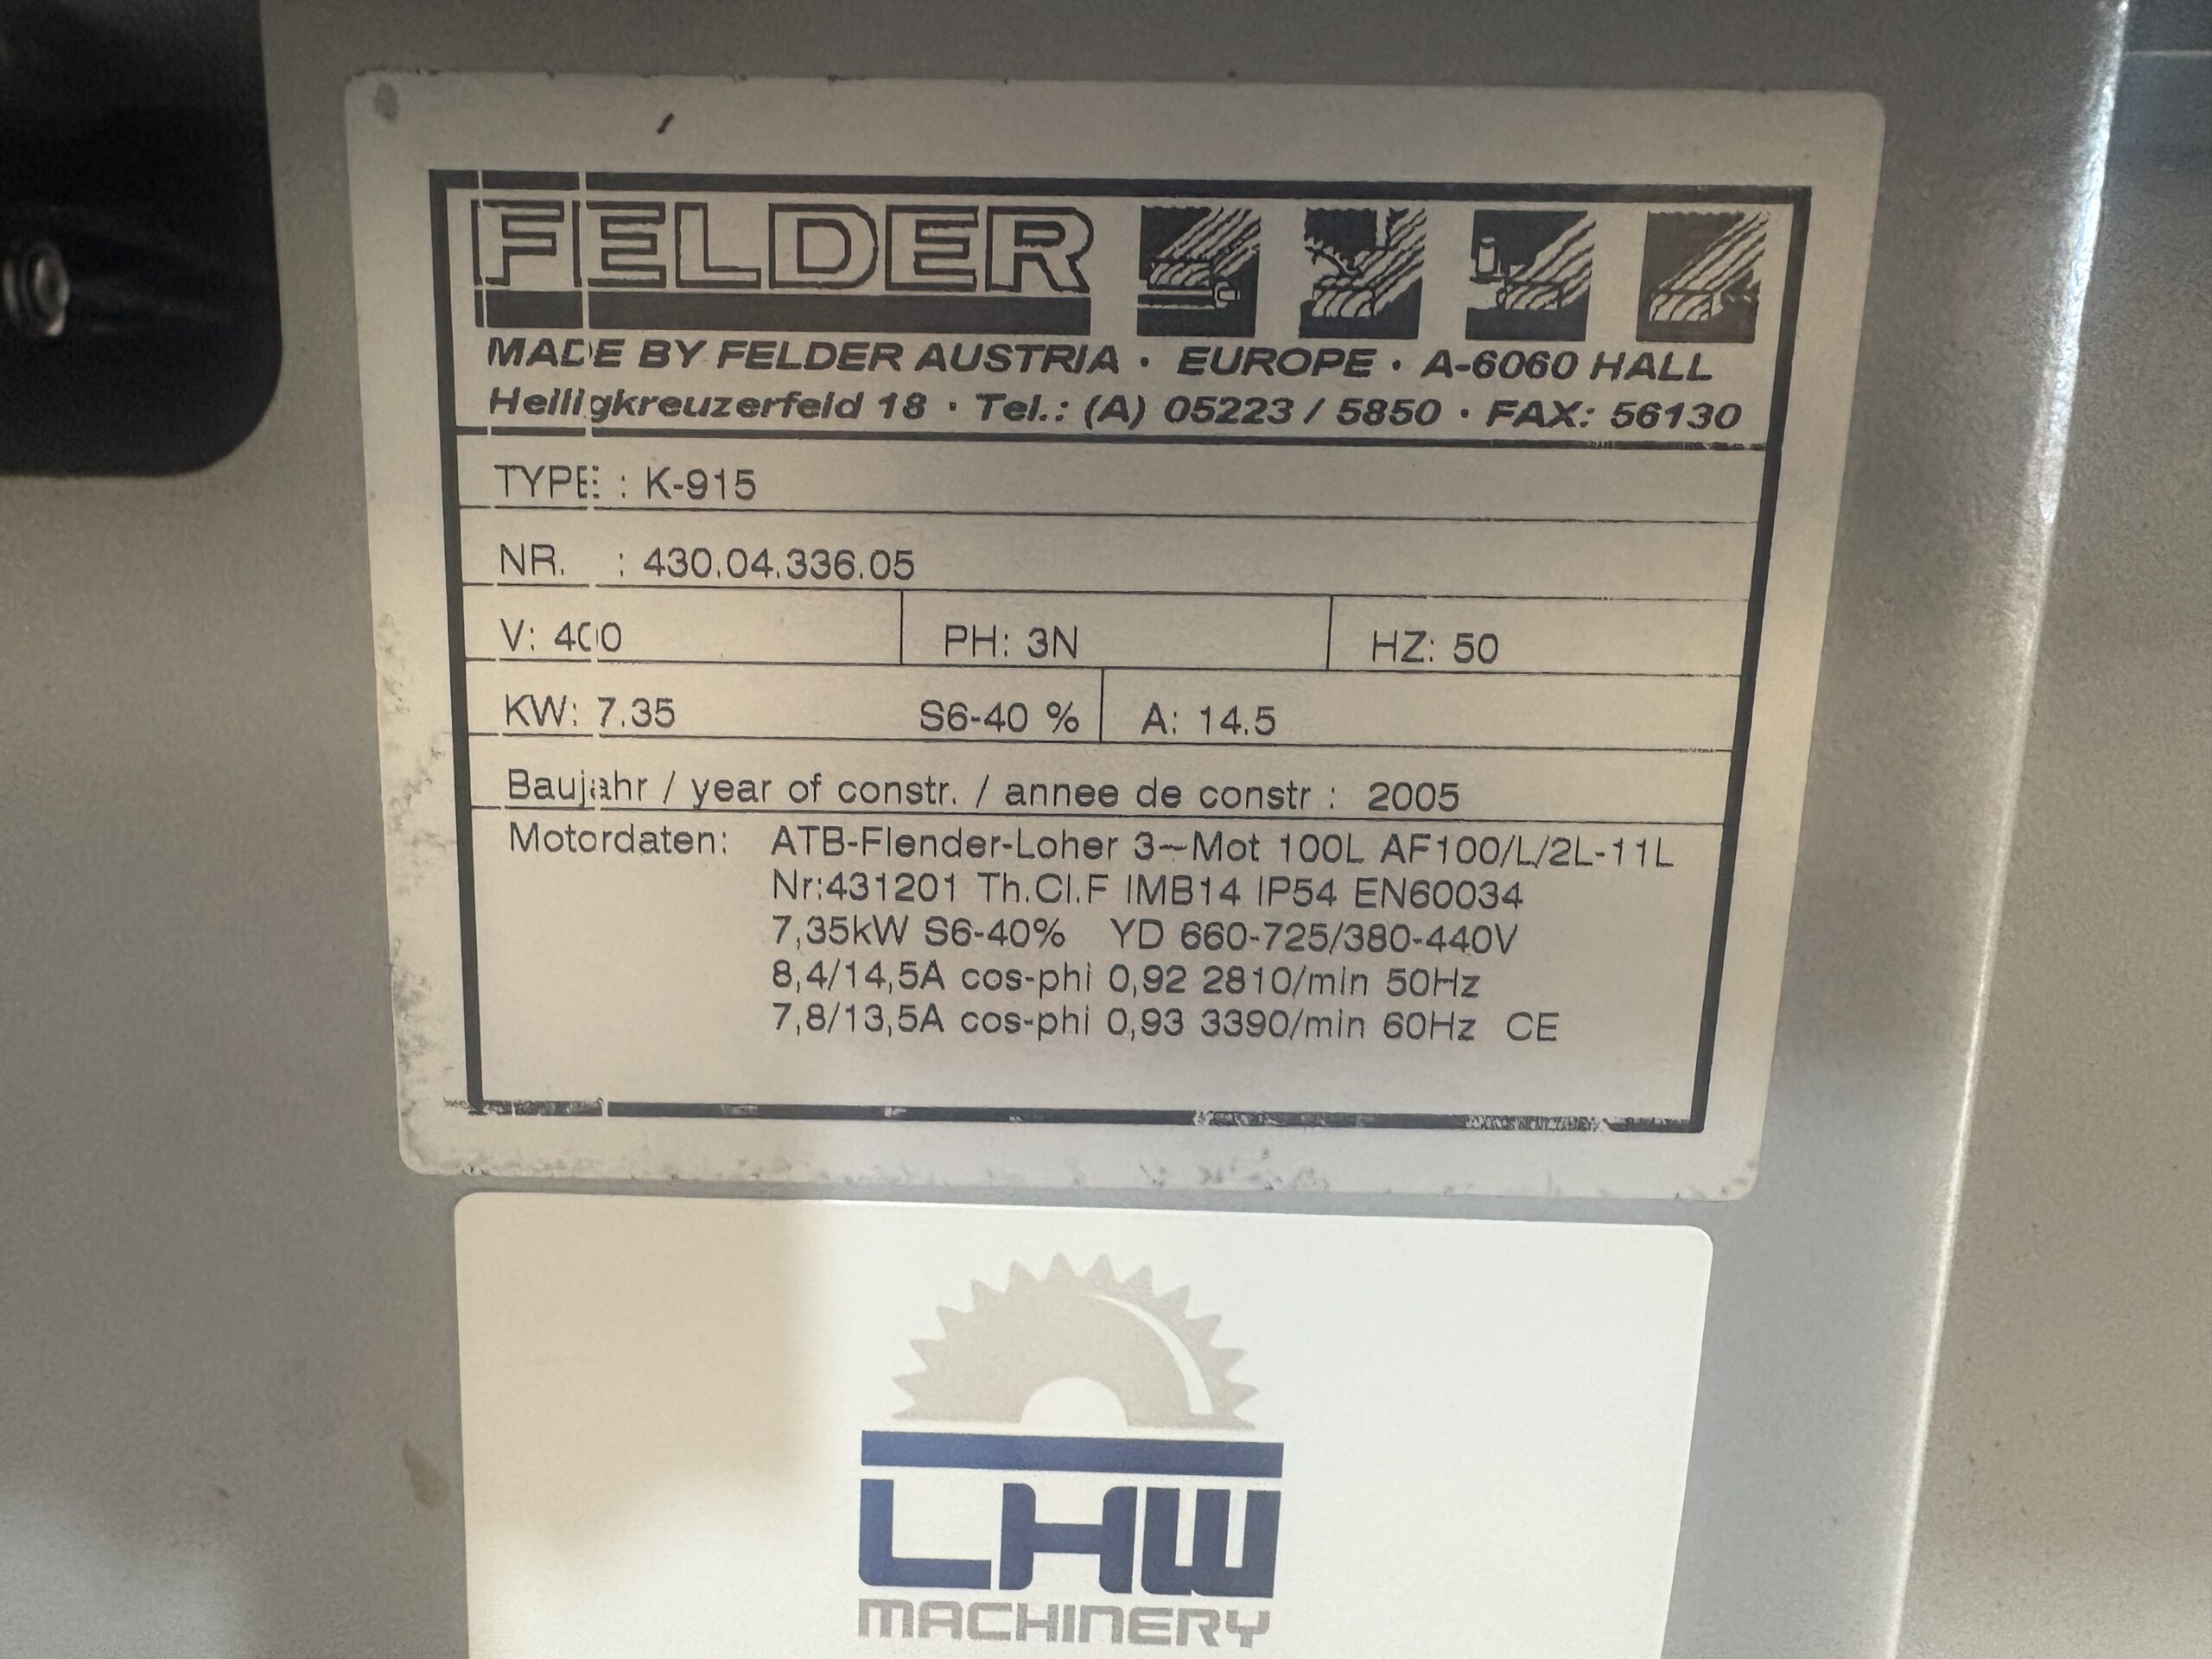 FELDER
MADE BY FELDER AUSTRIA · EUROPE · A-6060 HALL
Heiligkreuzerfeld 18 · Tel.: (A) 05223 / 5850 · FAX: 56130
TYPE : K-915
NR. : 430.04.336.05
V: 400 PH: 3N HZ: 50
KW: 7.35 S6-40 % A: 14.5
Baujahr / year of constr. / annee de constr : 2005
Motordaten: ATB-Flender-Loher 3~Mot 100L AF100/L/2L-11L
Nr:431201 Th.Cl.F IMB14 IP54 EN60034
7,35kW S6-40% YD 660-725/380-440V
8,4/14,5A cos-phi 0,92 2810/min 50Hz
7,8/13,5A cos-phi 0,93 3390/min 60Hz CE
LHW
MACHINERY